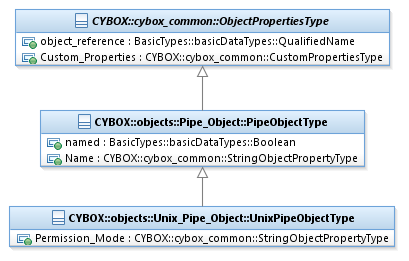 CYBOX::cybox_common::ObjectPropertiesType
object_reference : BasicTypes::basicDataTypes::QualifiedName
Custom_Properties : CYBOX::cybox_common::CustomPropertiesType
CYBOX::objects::Pipe_Object::PipeObjectType
named : BasicTypes::basicDataTypes::Boolean
Name : CYBOX::cybox_common::StringObjectPropertyType
CYBOX::objects::Unix_Pipe_Object::UnixPipeObjectType
Permission_Mode : CYBOX::cybox_common::StringObjectPropertyType